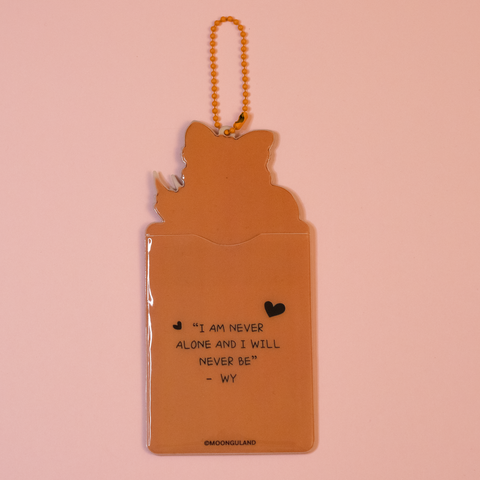 "I AM NEVER
ALONE AND I WILL
NEVER BE"
- WY
©MOONGULAND